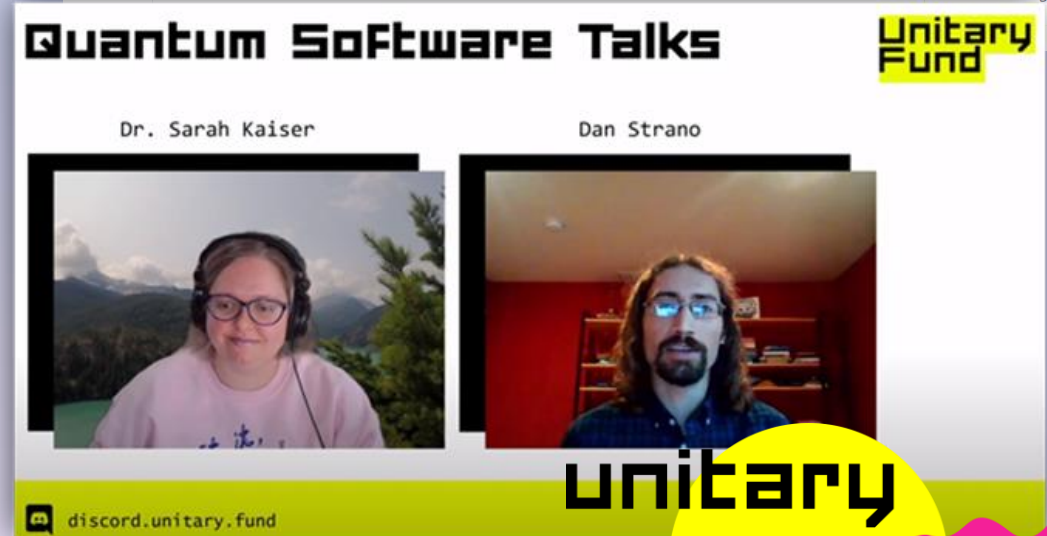 Quantum Software Talks
Unitary
Fund
Dr. Sarah Kaiser
Dan Strano
discord.unitary.fund
unitary